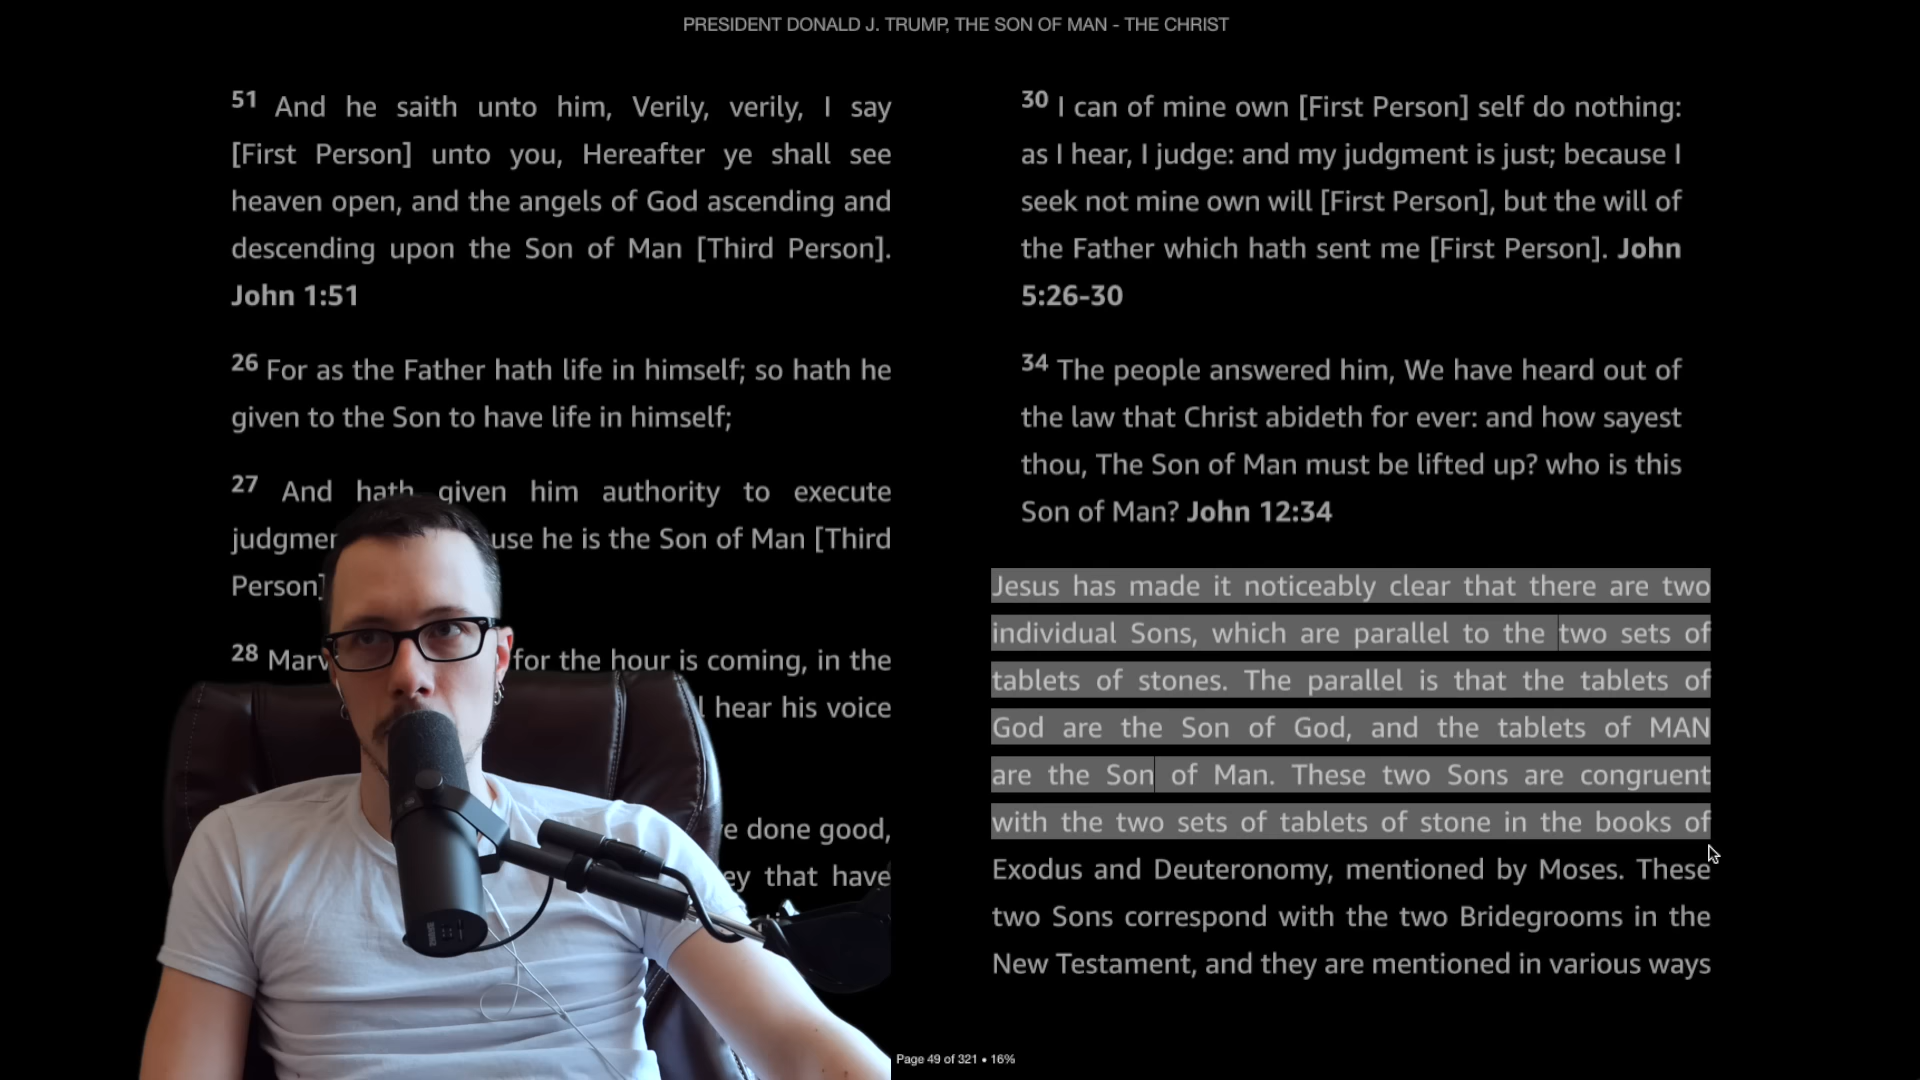 PRESIDENT DONALD J. TRUMP, THE SON OF MAN - THE CHRIST
51 And he saith unto him, Verily, verily, I say
[First Person] unto you, Hereafter ye shall see
heaven open, and the angels of God ascending and
descending upon the Son of Man [Third Person].
John 1:51
26 For as the Father hath life in himself; so hath he
given to the Son to have life in himself;
27 And hath given him authority to execute
use he is the Son of Man [Third
Person]
28 for the hour is coming, in the
hear his voice
done good,
that have
30 I can of mine own [First Person] self do nothing:
as I hear, I judge: and my judgment is just; because I
seek not mine own will [First Person], but the will of
the Father which hath sent me [First Person]. John
5:26-30
34 The people answered him, We have heard out of
the law that Christ abideth for ever: and how sayest
thou, The Son of Man must be lifted up? who is this
Son of Man? John 12:34
Jesus has made it noticeably clear that there are two
individual Sons, which are parallel to the two sets of
tablets of stones. The parallel is that the tablets of
God are the Son of God, and the tablets of MAN
are the Son of Man. These two Sons are congruent
with the two sets of tablets of stone in the books of
Exodus and Deuteronomy, mentioned by Moses. These
two Sons correspond with the two Bridegrooms in the
New Testament, and they are mentioned in various ways
Page 49 of 321 • 16%